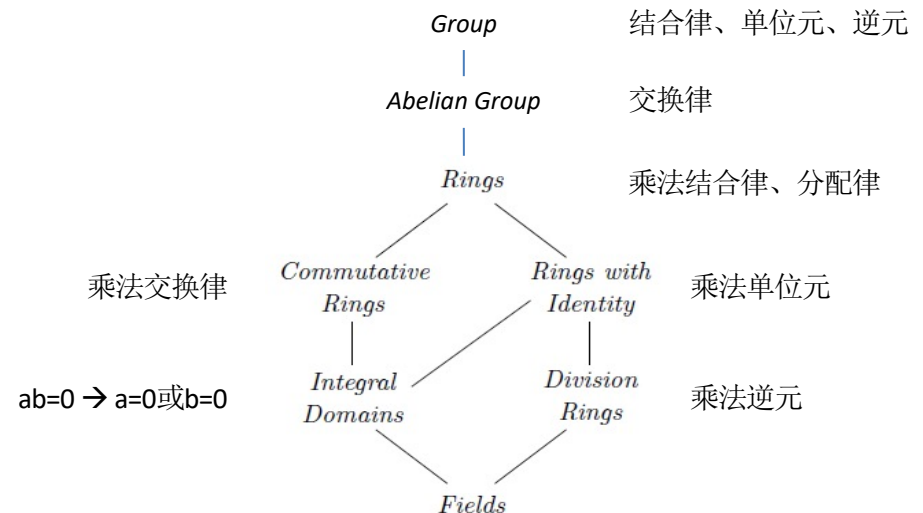 Group 结合律、单位元、逆元
Abelian Group 交换律
Rings 乘法结合律、分配律
乘法交换律 Commutative Rings
Rings with Identity 乘法单位元
ab=0 → a=0或b=0 Integral Domains
Division Rings 乘法逆元
Fields